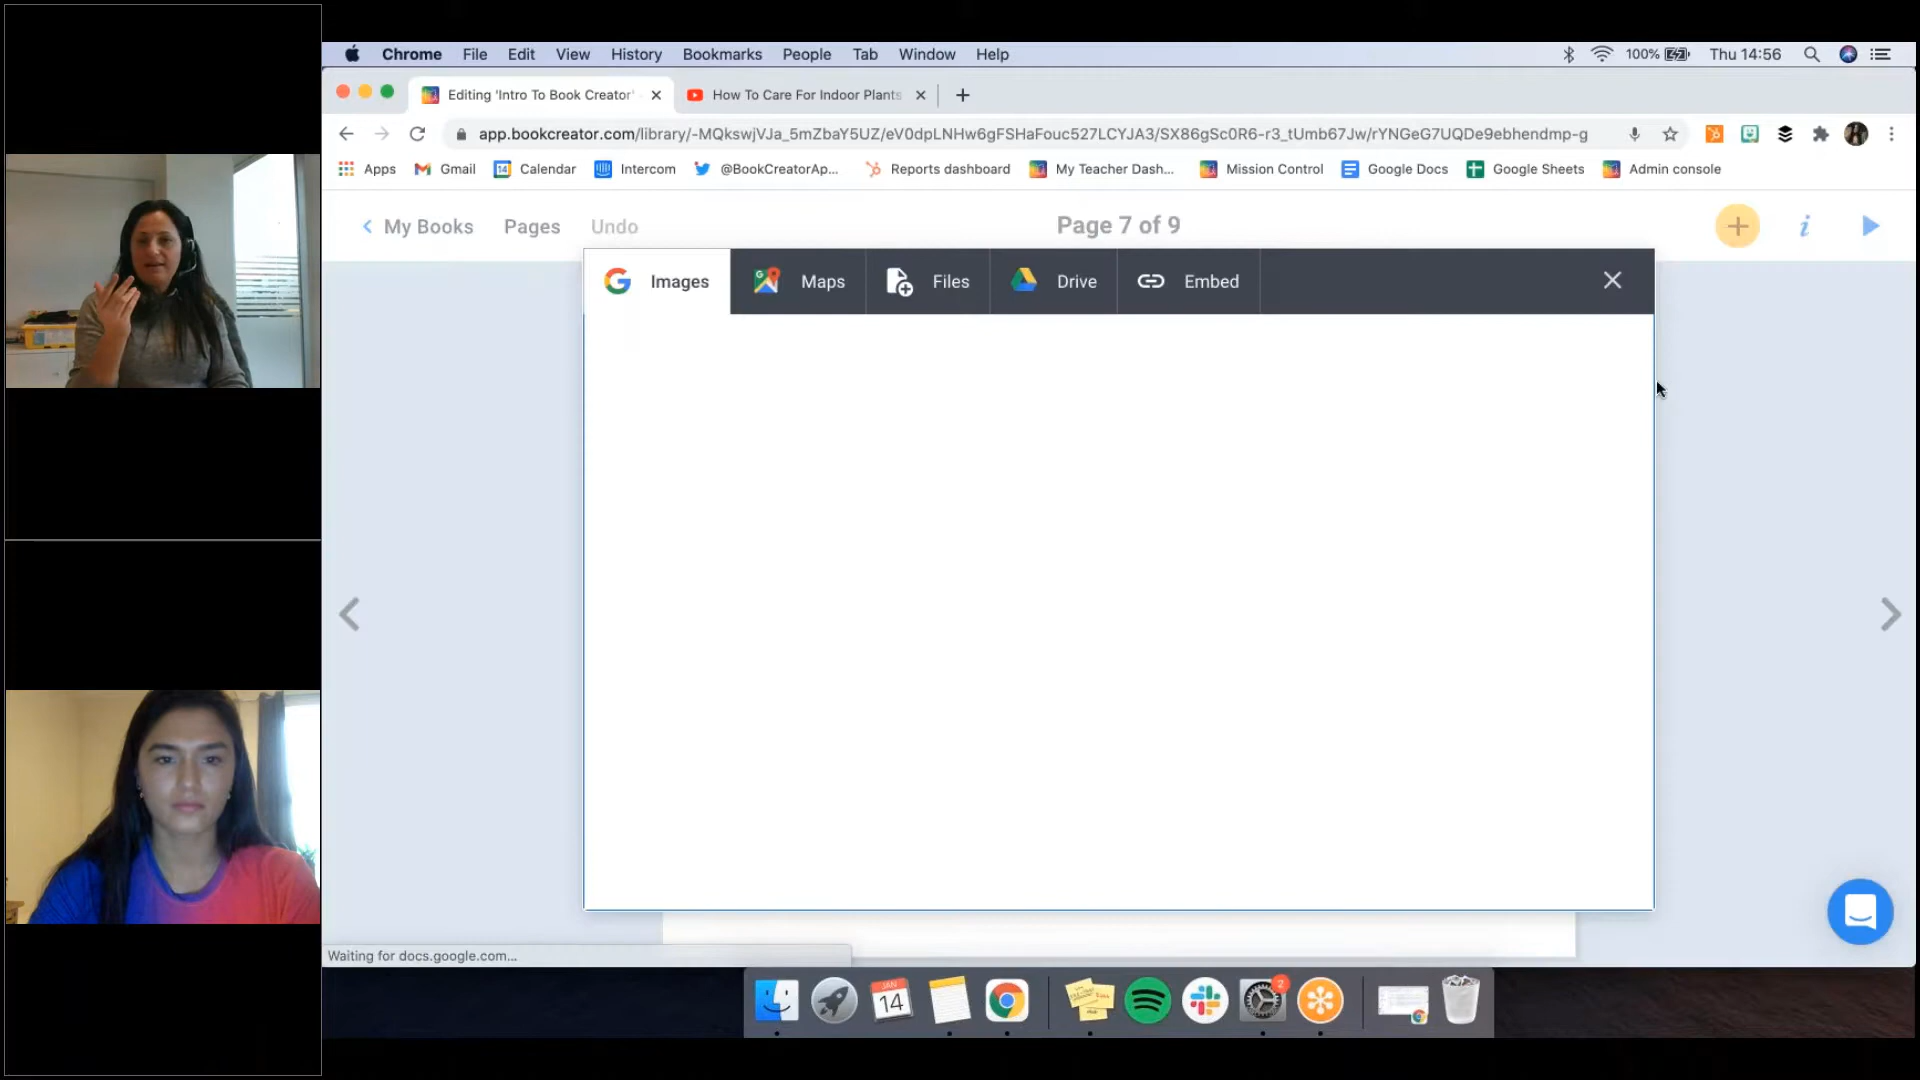 Chrome File Edit View History Bookmarks People Tab Window Help 100% Thu 14:56
Editing 'Intro To Book Creator' How To Care For Indoor Plants
app.bookcreator.com/library/-MQkswjVJa_5mZbaY5UZ/eV0dpLNHw6gFSHaFouc527LCYJA3/SX86gSc0R6-r3_tUmb67Jw/rYNGeG7UQDe9ebhendmp-g
Apps Gmail Calendar Intercom @BookCreatorAp... Reports dashboard My Teacher Dash... Mission Control Google Docs Google Sheets Admin console
My Books Pages Undo Page 7 of 9
Images Maps Files Drive Embed
Waiting for docs.google.com...
JAN
14
2